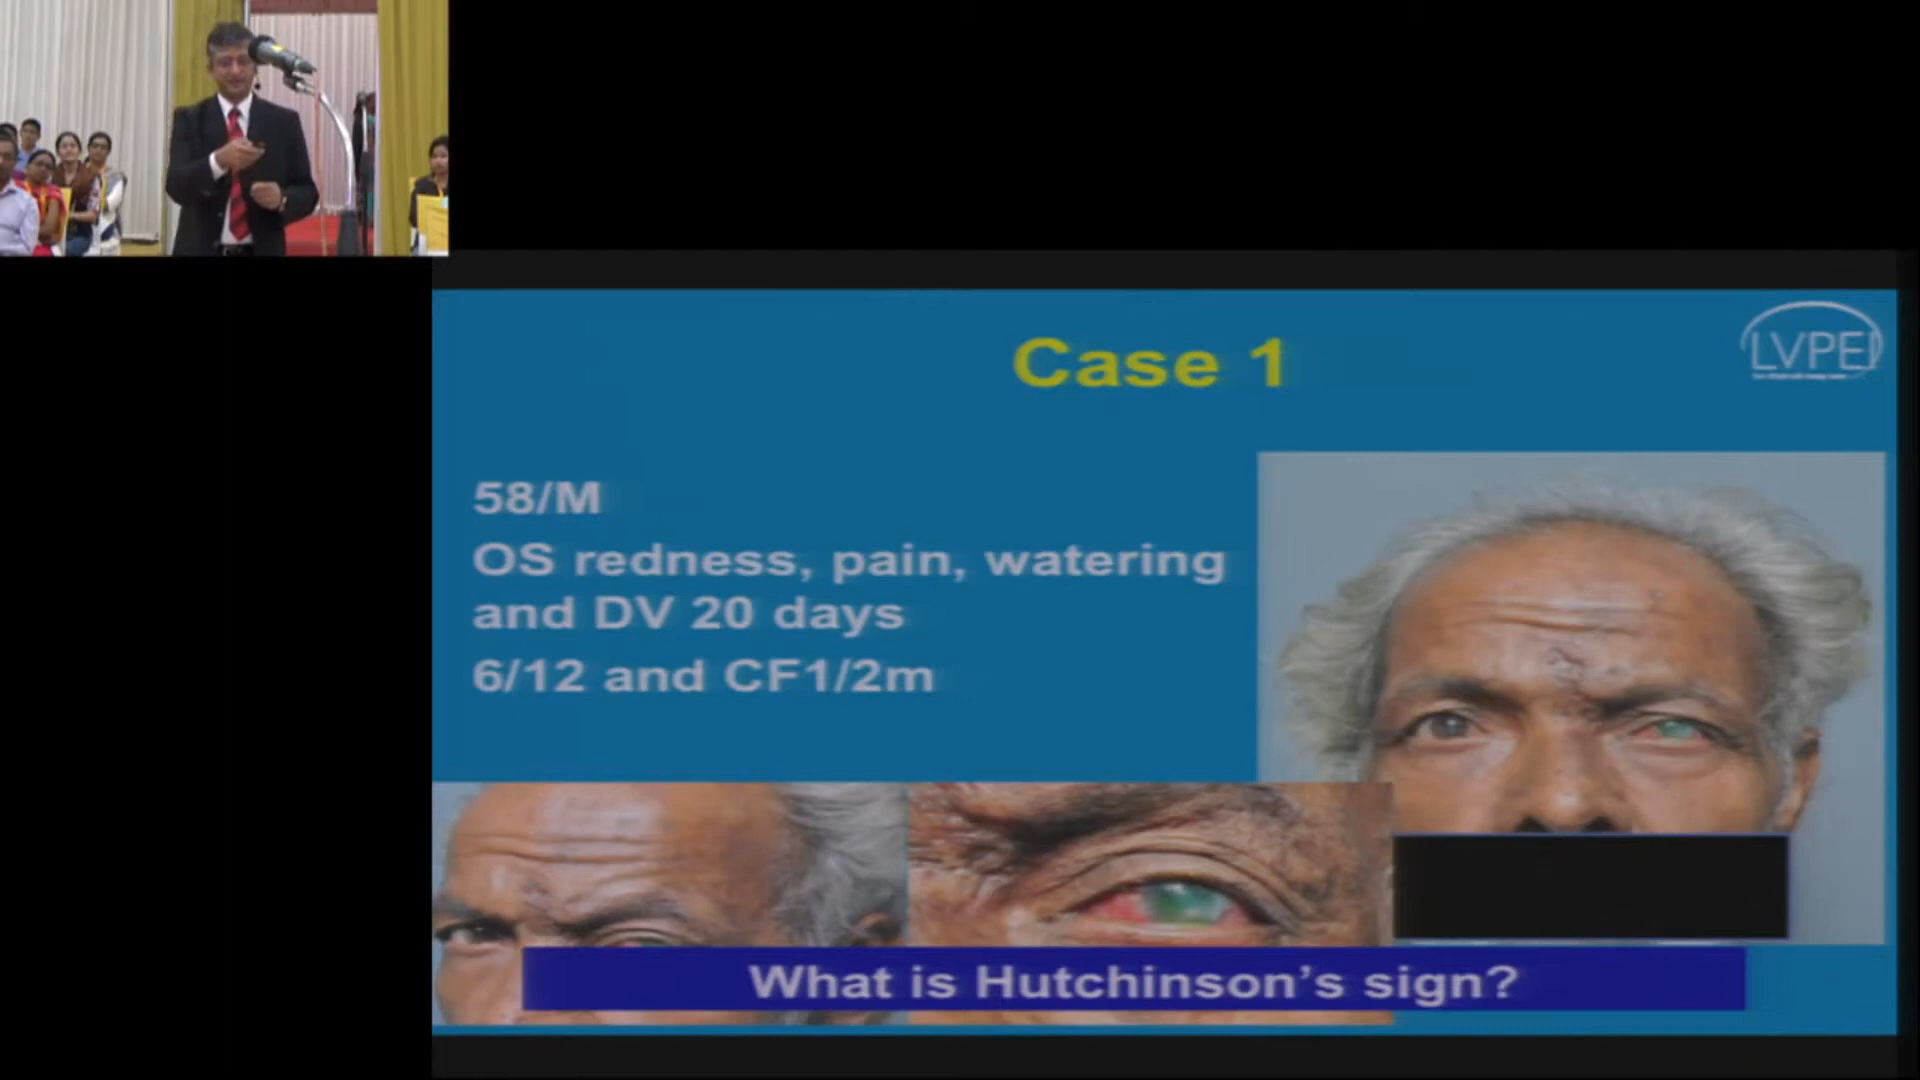 Case 1
LVPEI
58/M
OS redness, pain, watering
and DV 20 days
6/12 and CF1/2m
What is Hutchinson’s sign?